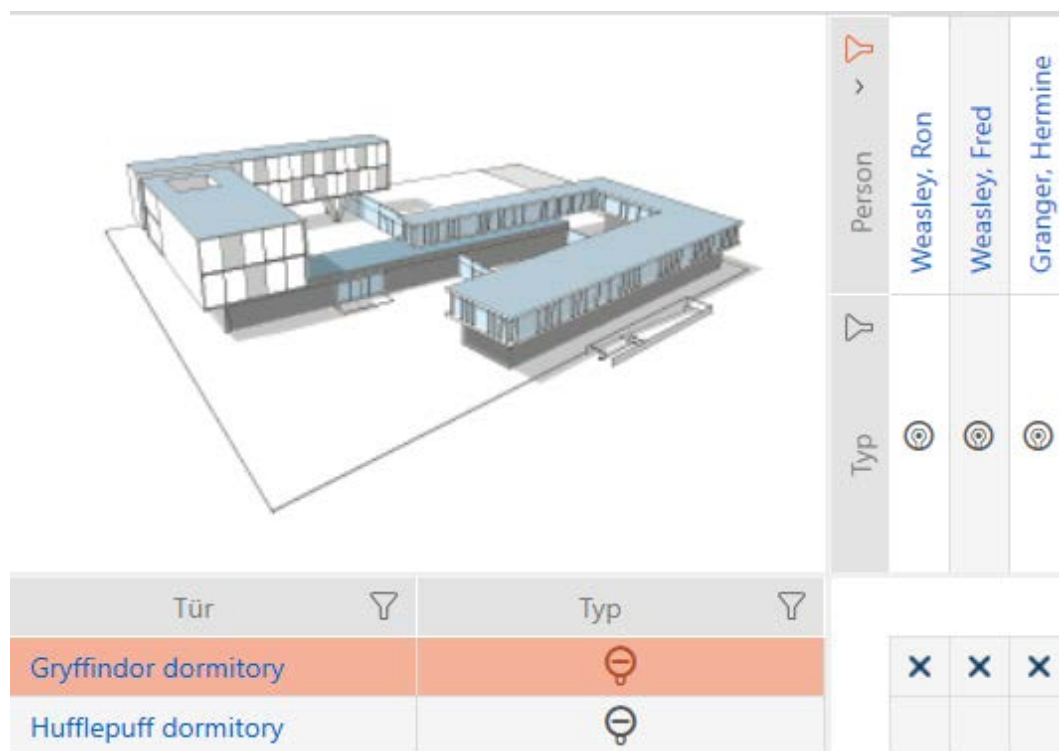 Person
Weasley, Ron
Weasley, Fred
Granger, Hermine
Typ
Tür
Typ
Gryffindor dormitory
Hufflepuff dormitory